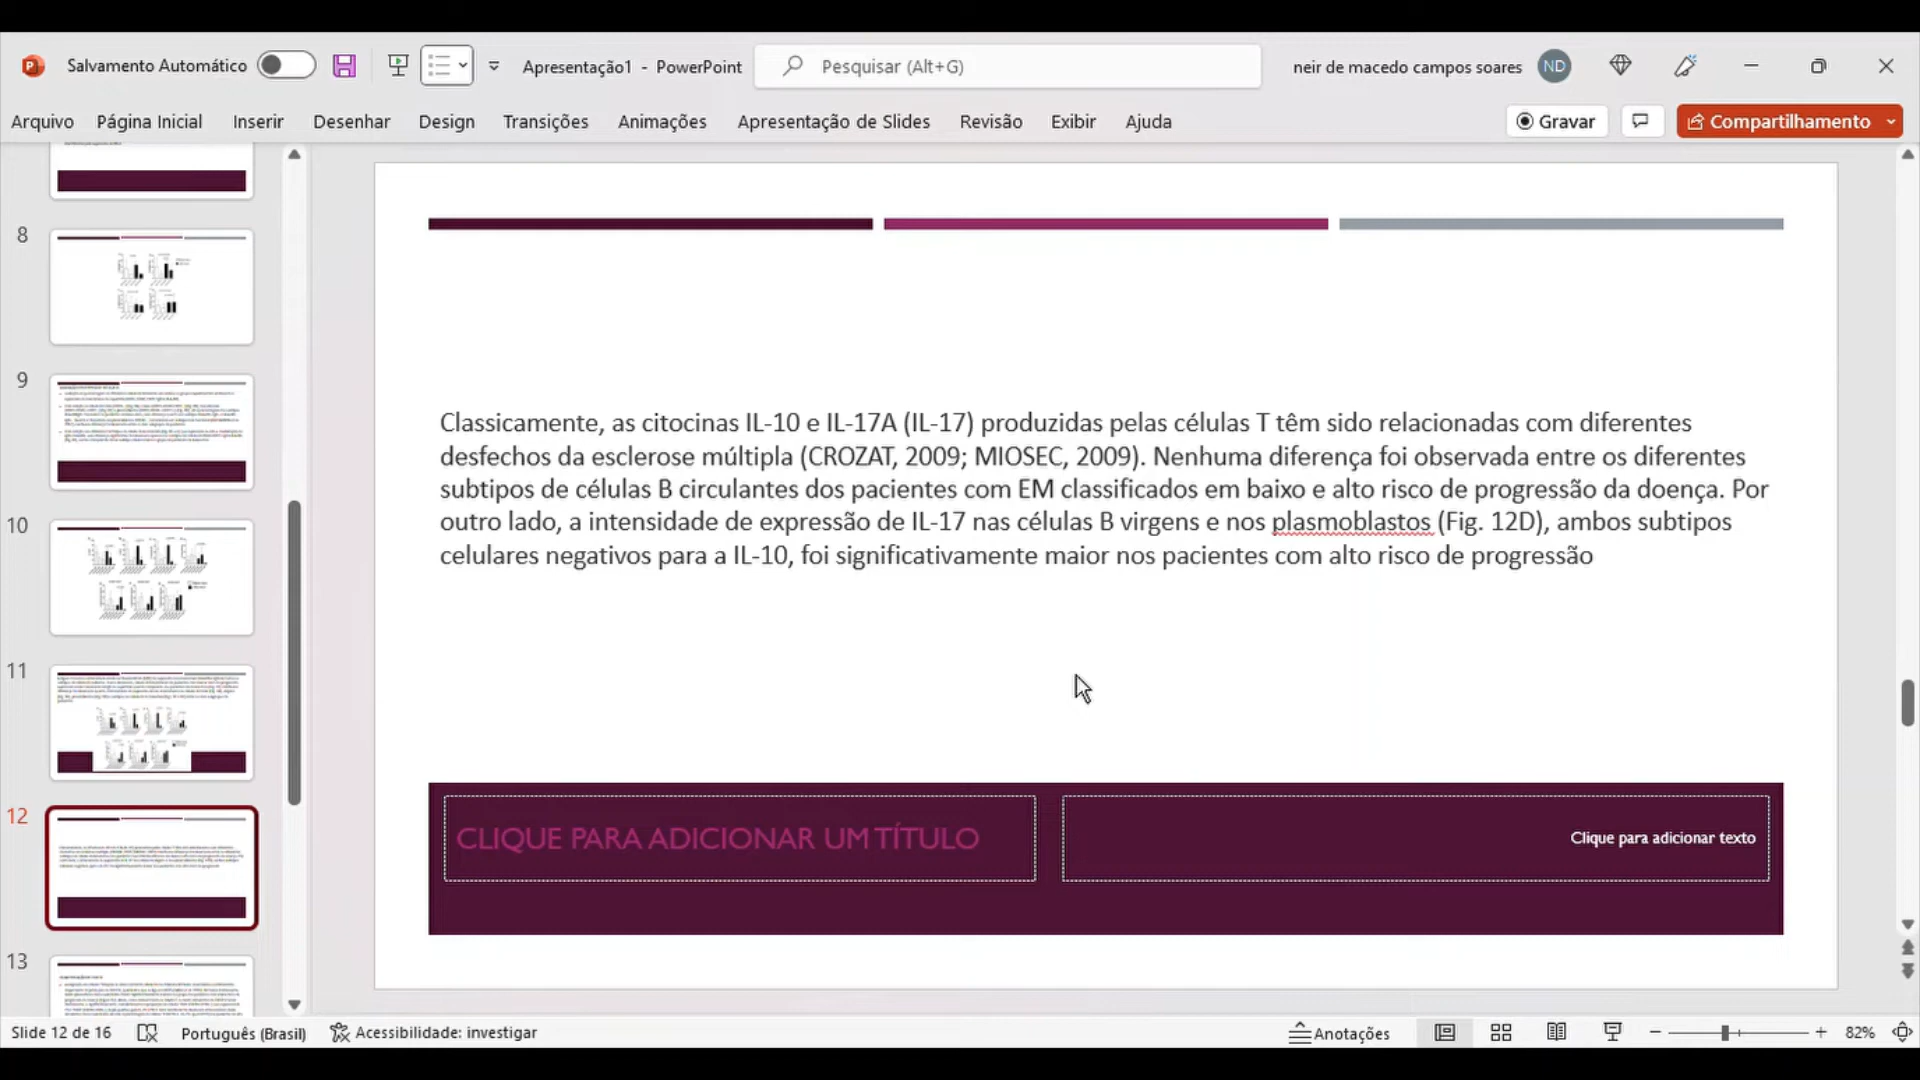 Salvamento Automático
Apresentação1 - PowerPoint
Pesquisar (Alt+G)
neir de macedo campos soares
ND
Arquivo
Página Inicial
Inserir
Desenhar
Design
Transições
Animações
Apresentação de Slides
Revisão
Exibir
Ajuda
Gravar
Compartilhamento
8
9
10
11
12
13
Classicamente, as citocinas IL-10 e IL-17A (IL-17) produzidas pelas células T têm sido relacionadas com diferentes
desfechos da esclerose múltipla (CROZAT, 2009; MIOSEC, 2009). Nenhuma diferença foi observada entre os diferentes
subtipos de células B circulantes dos pacientes com EM classificados em baixo e alto risco de progressão da doença. Por
outro lado, a intensidade de expressão de IL-17 nas células B virgens e nos plasmoblastos (Fig. 12D), ambos subtipos
celulares negativos para a IL-10, foi significativamente maior nos pacientes com alto risco de progressão
CLIQUE PARA ADICIONAR UM TÍTULO
Clique para adicionar texto
Slide 12 de 16
Português (Brasil)
Acessibilidade: investigar
Anotações
82%